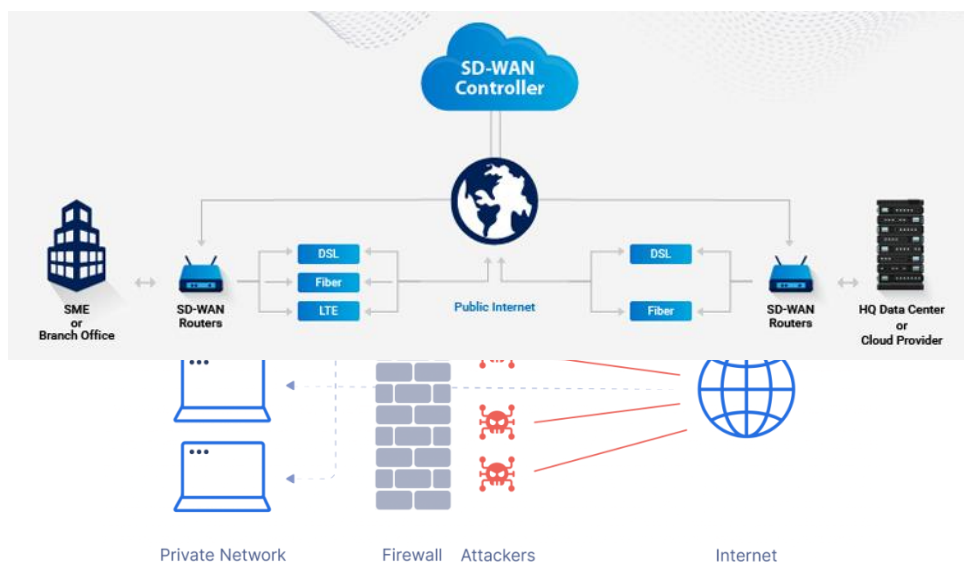 SD-WAN
Controller
DSL
Fiber
LTE
DSL
Fiber
Public Internet
SME
or
Branch Office
SD-WAN
Routers
SD-WAN
Routers
HQ Data Center
or
Cloud Provider
Private Network
Firewall
Attackers
Internet